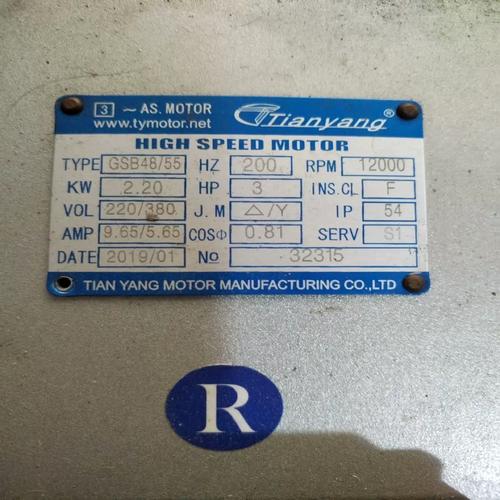 3 ~ AS. MOTOR Tianyang®
www.tymotor.net
HIGH SPEED MOTOR
TYPE GSB48/55 HZ 200 RPM 12000
KW 2.20 HP 3 INS.CL F
VOL 220/380 J.M △/Y IP 54
AMP 9.65/5.65 COSΦ 0.81 SERV S1
DATE 2019/01 No 32315
TIAN YANG MOTOR MANUFACTURING CO.,LTD
R